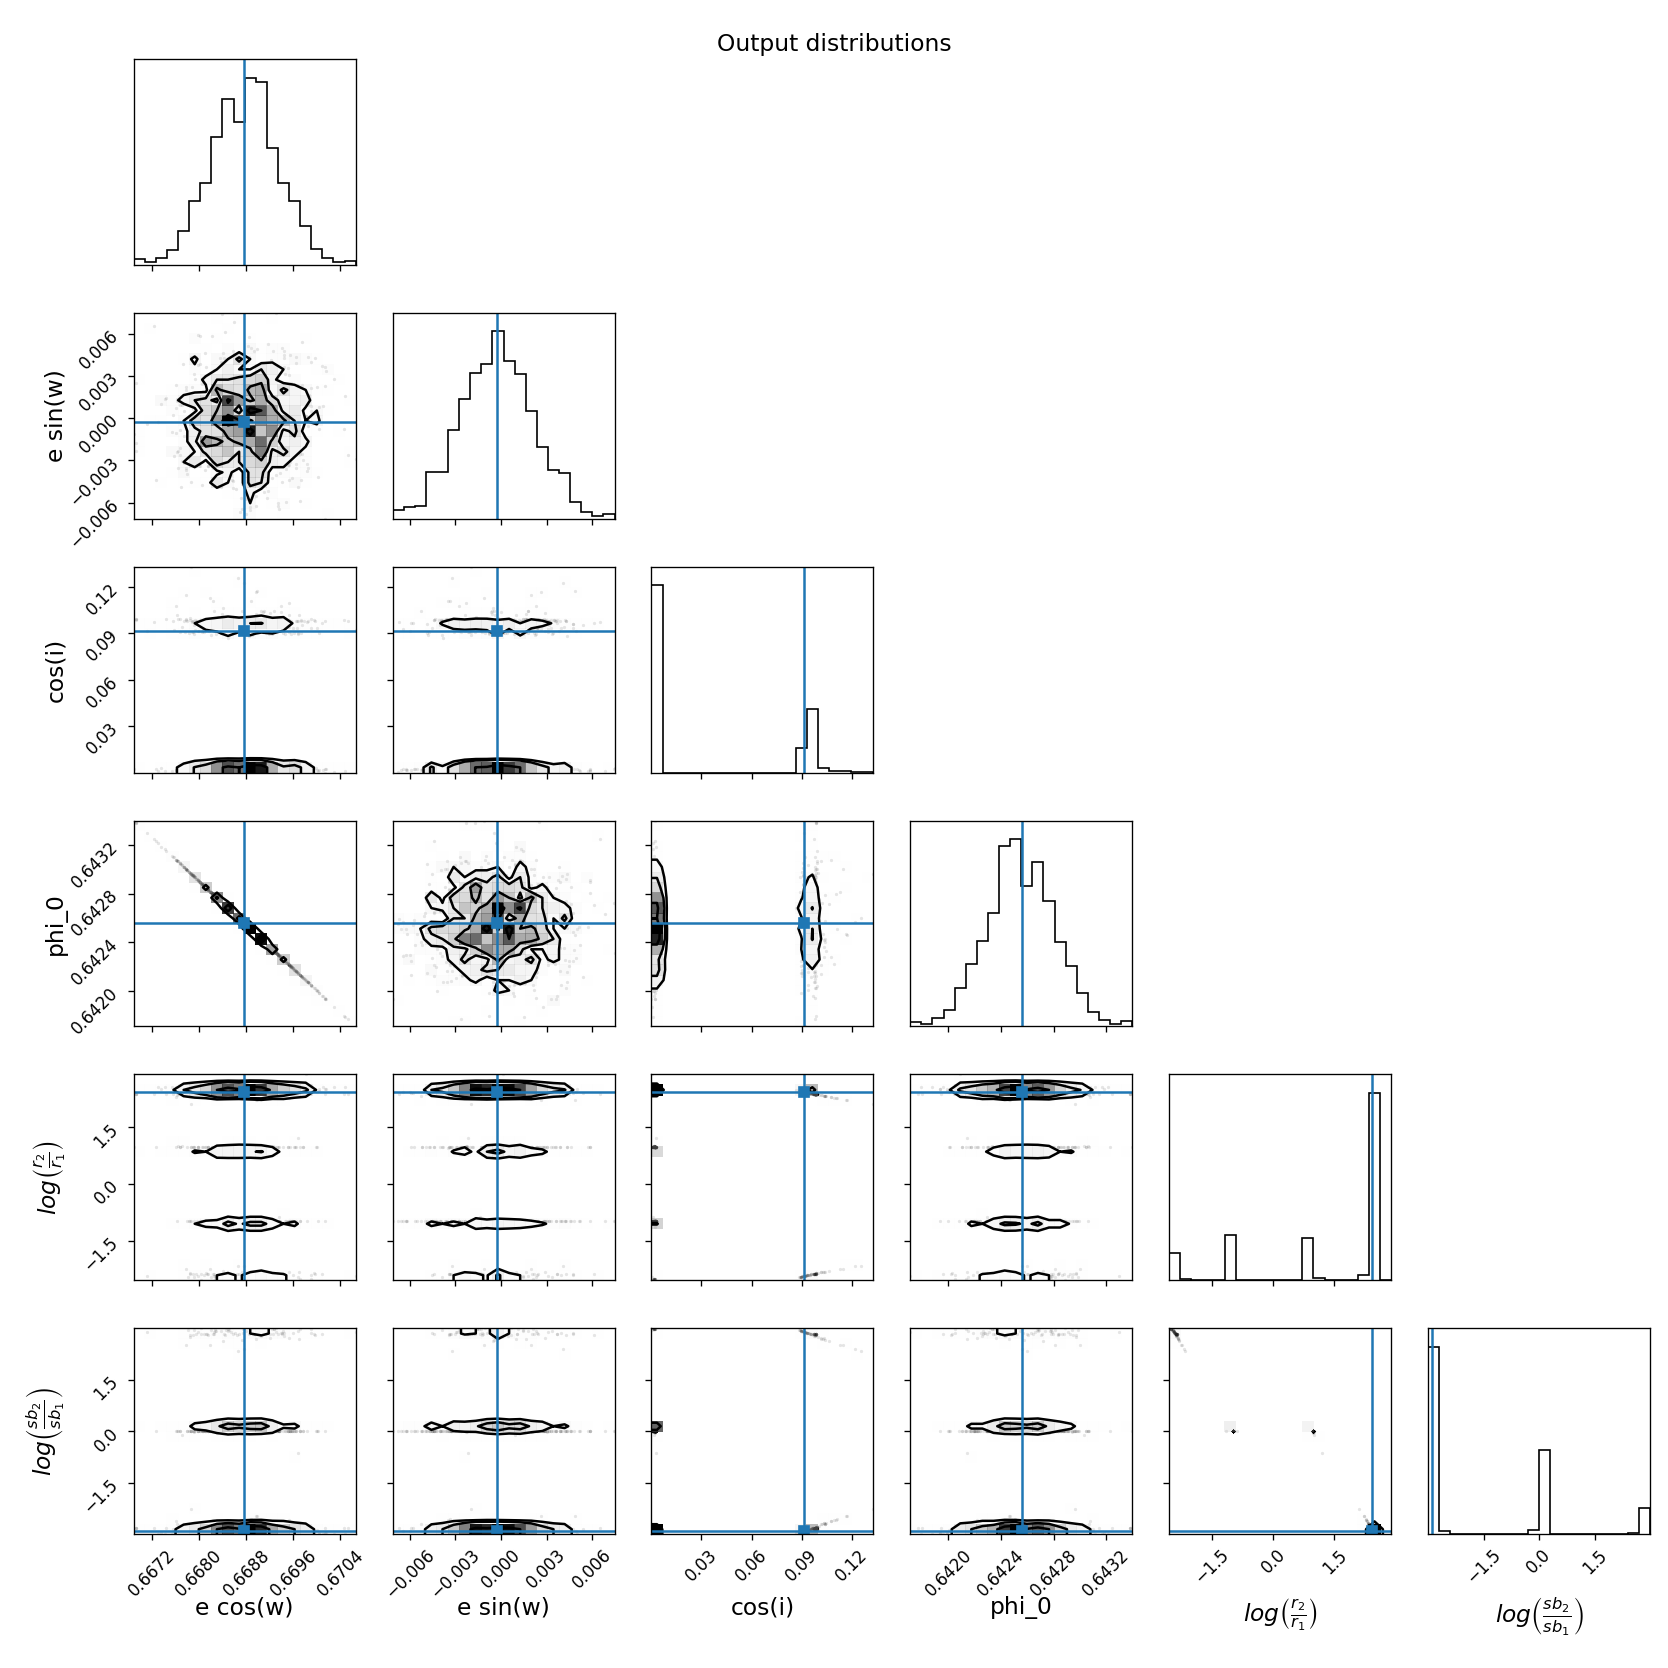 Output distributions
e sin(w)
0.006
0.003
0.000
−0.003
−0.006
cos(i)
0.12
0.09
0.06
0.03
phi_0
0.6432
0.6428
0.6424
0.6420
log(r2/r1)
1.5
0.0
−1.5
log(sb2/sb1)
1.5
0.0
−1.5
0.6672 0.6680 0.6688 0.6696 0.6704
−0.006 −0.003 0.000 0.003 0.006
0.03 0.06 0.09 0.12
0.6420 0.6424 0.6428 0.6432
−1.5 0.0 1.5
−1.5 0.0 1.5
e cos(w) e sin(w) cos(i) phi_0 log(r2/r1) log(sb2/sb1)